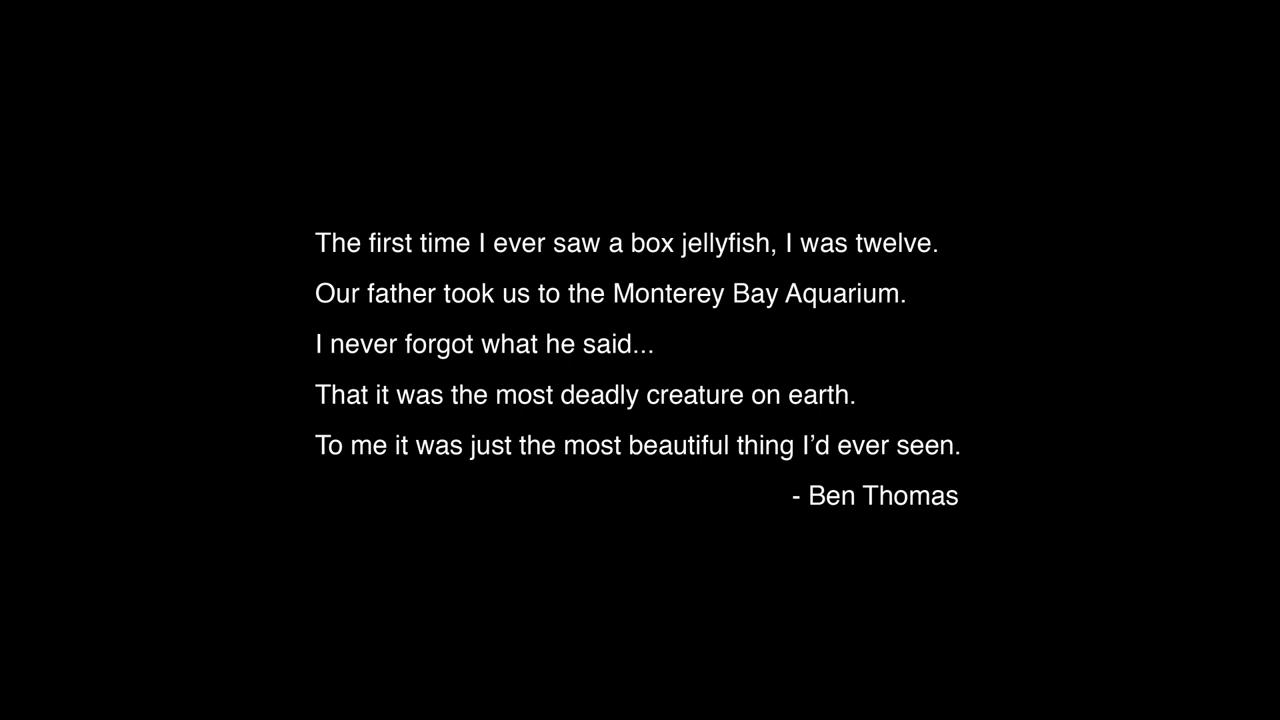 The first time I ever saw a box jellyfish, I was twelve.
Our father took us to the Monterey Bay Aquarium.
I never forgot what he said...
That it was the most deadly creature on earth.
To me it was just the most beautiful thing I’d ever seen.
- Ben Thomas